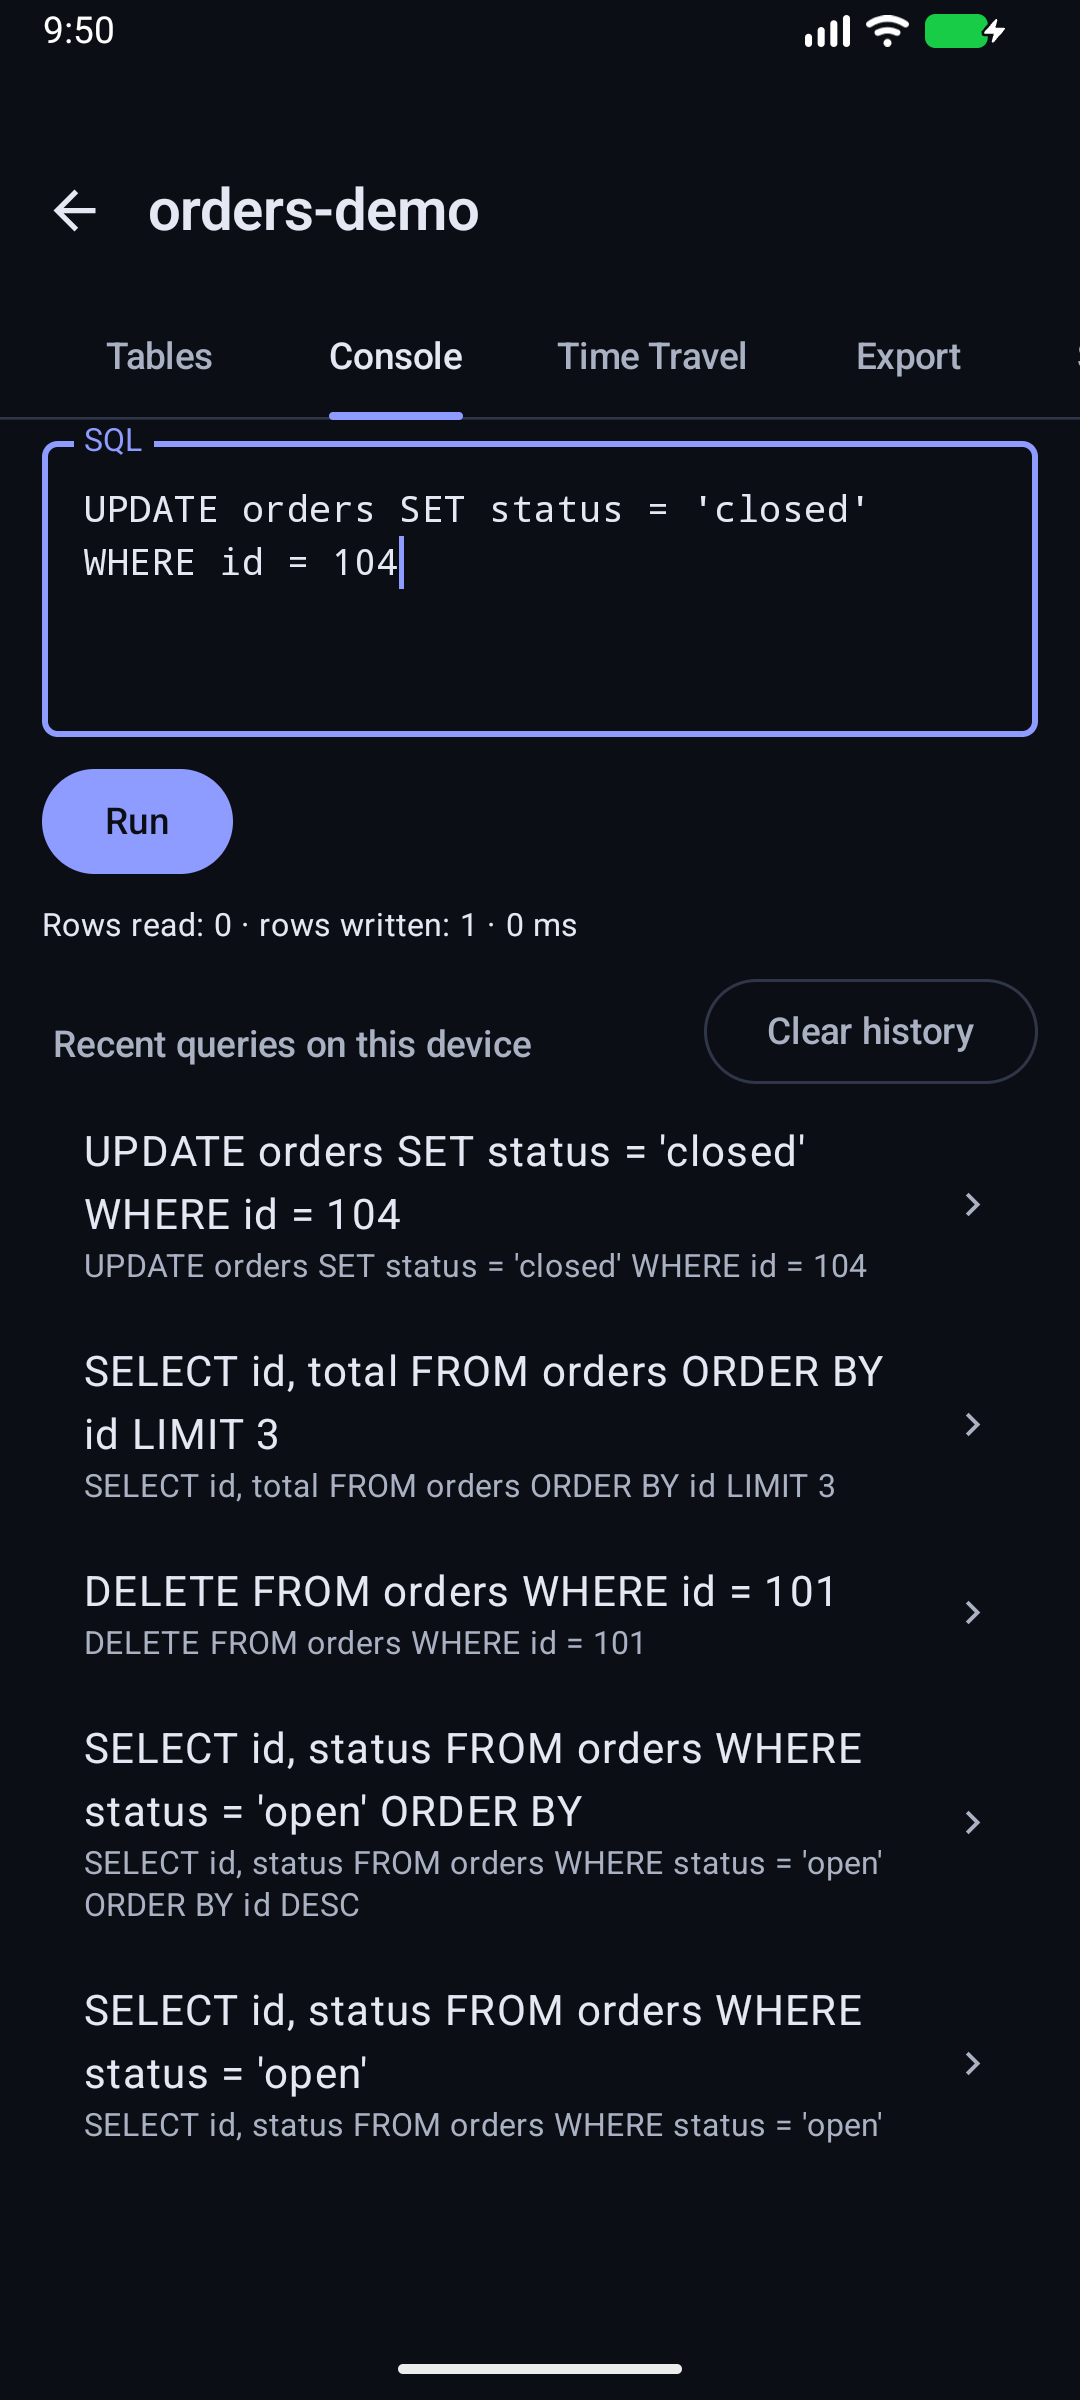 9:50
orders-demo
Tables
Console
Time Travel
Export
SQL
UPDATE orders SET status = 'closed'
WHERE id = 104
Run
Rows read: 0 · rows written: 1 · 0 ms
Recent queries on this device
Clear history
UPDATE orders SET status = 'closed'
WHERE id = 104
UPDATE orders SET status = 'closed' WHERE id = 104
SELECT id, total FROM orders ORDER BY
id LIMIT 3
SELECT id, total FROM orders ORDER BY id LIMIT 3
DELETE FROM orders WHERE id = 101
DELETE FROM orders WHERE id = 101
SELECT id, status FROM orders WHERE
status = 'open' ORDER BY
SELECT id, status FROM orders WHERE status = 'open'
ORDER BY id DESC
SELECT id, status FROM orders WHERE
status = 'open'
SELECT id, status FROM orders WHERE status = 'open'